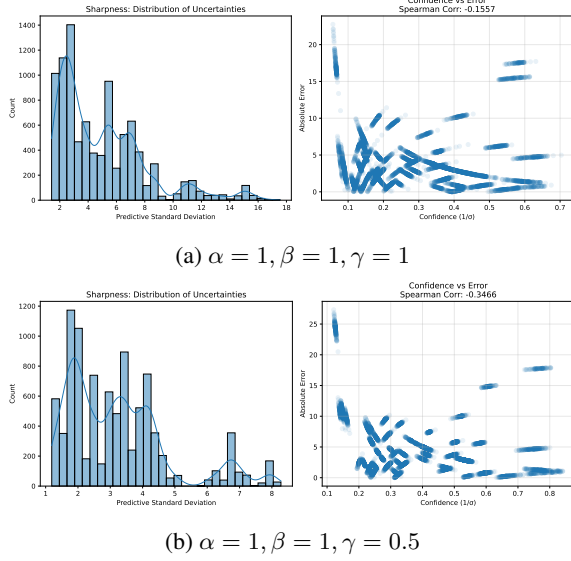 Sharpness: Distribution of Uncertainties
1400
1200
1000
800
600
400
200
0
Count
2 4 6 8 10 12 14 16 18
Predictive Standard Deviation
Confidence vs Error
Spearman Corr: -0.1557
20
15
10
5
0
Absolute Error
0.1 0.2 0.3 0.4 0.5 0.6 0.7
Confidence (1/σ)
(a) α = 1, β = 1, γ = 1
Sharpness: Distribution of Uncertainties
1200
1000
800
600
400
200
0
Count
1 2 3 4 5 6 7 8
Predictive Standard Deviation
Confidence vs Error
Spearman Corr: -0.3466
25
20
15
10
5
0
Absolute Error
0.1 0.2 0.3 0.4 0.5 0.6 0.7 0.8
Confidence (1/σ)
(b) α = 1, β = 1, γ = 0.5